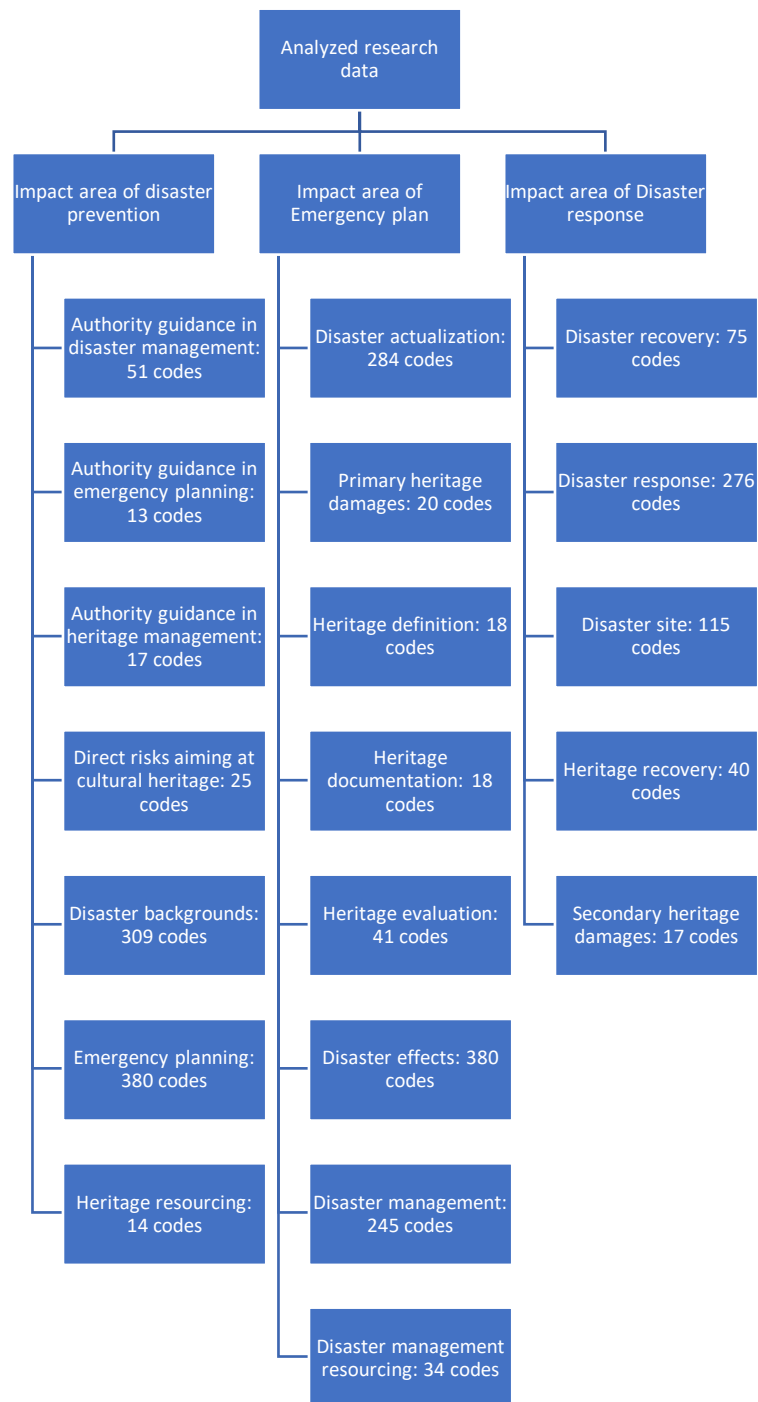 Analyzed research
data
Impact area of disaster
prevention
Impact area of
Emergency plan
Impact area of Disaster
response
Authority guidance in
disaster management:
51 codes
Authority guidance in
emergency planning:
13 codes
Authority guidance in
heritage management:
17 codes
Direct risks aiming at
cultural heritage: 25
codes
Disaster backgrounds:
309 codes
Emergency planning:
380 codes
Heritage resourcing:
14 codes
Disaster actualization:
284 codes
Primary heritage
damages: 20 codes
Heritage definition: 18
codes
Heritage
documentation: 18
codes
Heritage evaluation:
41 codes
Disaster effects: 380
codes
Disaster management:
245 codes
Disaster management
resourcing: 34 codes
Disaster recovery: 75
codes
Disaster response: 276
codes
Disaster site: 115
codes
Heritage recovery: 40
codes
Secondary heritage
damages: 17 codes